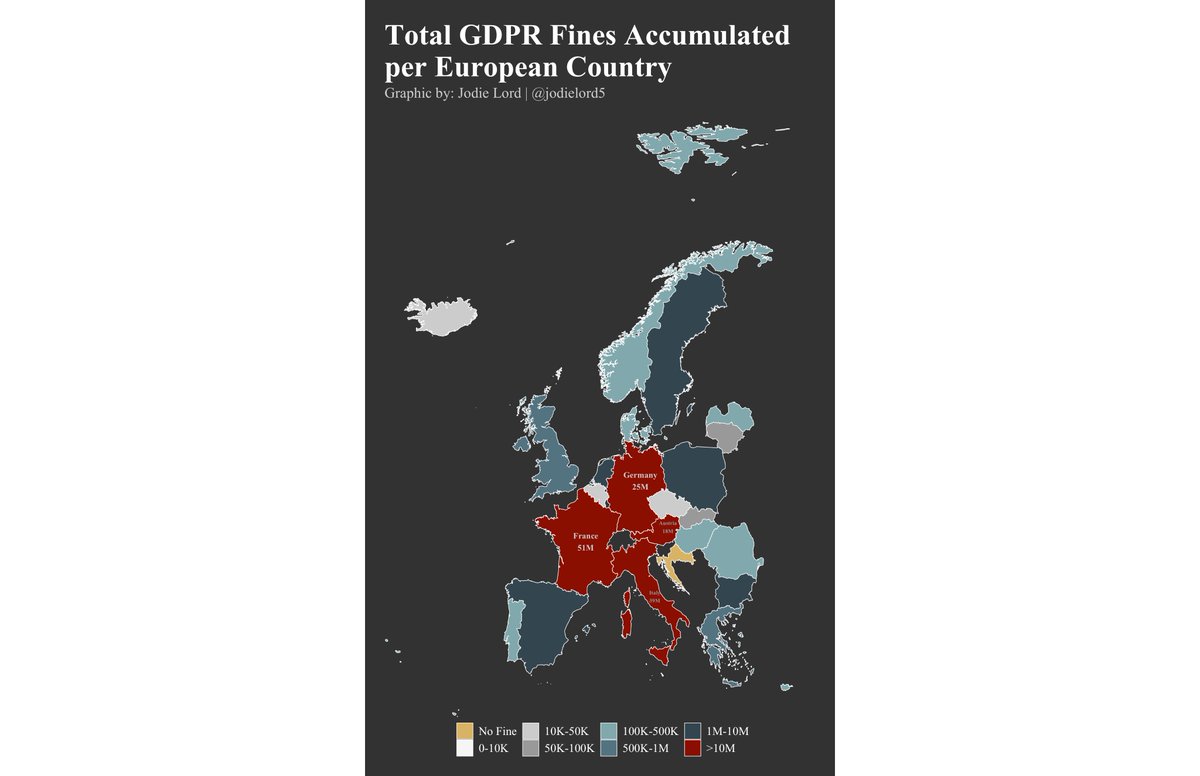 Total GDPR Fines Accumulated
per European Country
Graphic by: Jodie Lord | @jodielord5
Germany
25M
Austria
18M
France
51M
Italy
39M
No Fine
10K-50K
100K-500K
1M-10M
0-10K
50K-100K
500K-1M
>10M